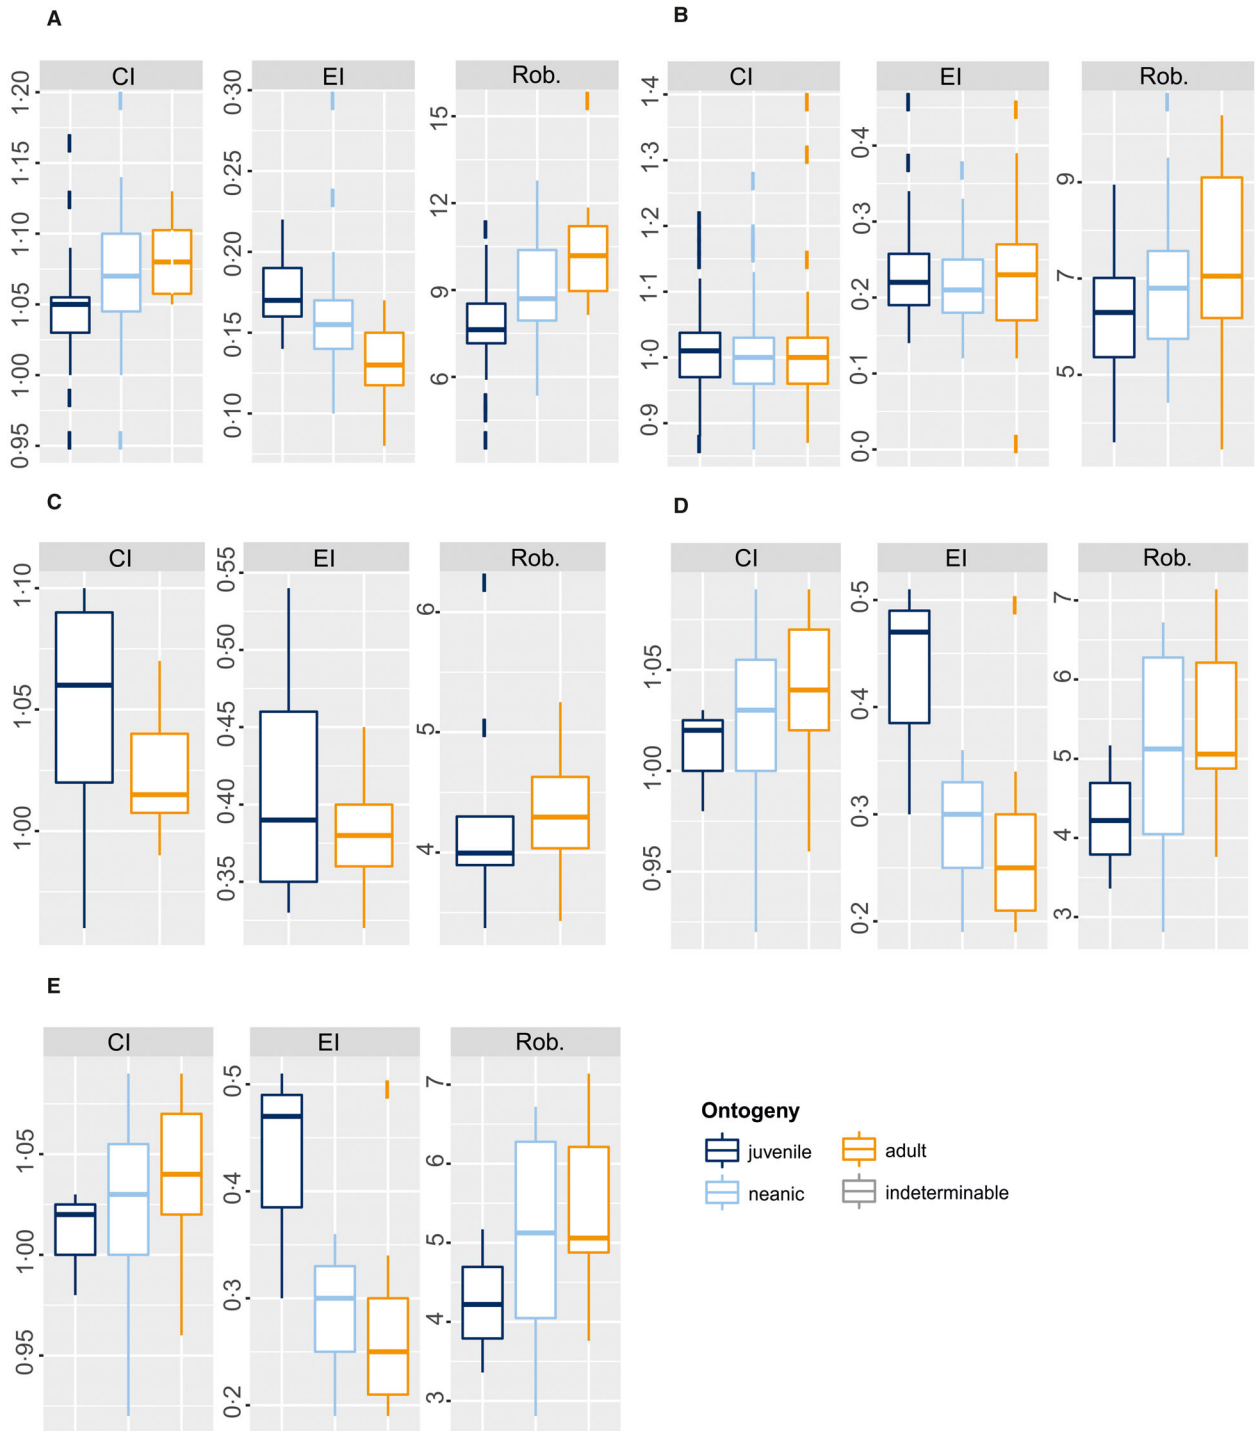 A
CI
EI
Rob.
1·20
1·15
1·10
1·05
1·00
0·95
0·30
0·25
0·20
0·15
0·10
15
12
9
6
B
CI
EI
Rob.
1·4
1·3
1·2
1·1
1·0
0·9
0·4
0·3
0·2
0·1
0·0
9
7
5
C
CI
EI
Rob.
1·10
1·05
1·00
0·55
0·50
0·45
0·40
0·35
6
5
4
D
CI
EI
Rob.
1·05
1·00
0·95
0·5
0·4
0·3
0·2
7
6
5
4
3
E
CI
EI
Rob.
1·05
1·00
0·95
0·5
0·4
0·3
0·2
7
6
5
4
3
Ontogeny
juvenile
adult
neanic
indeterminable